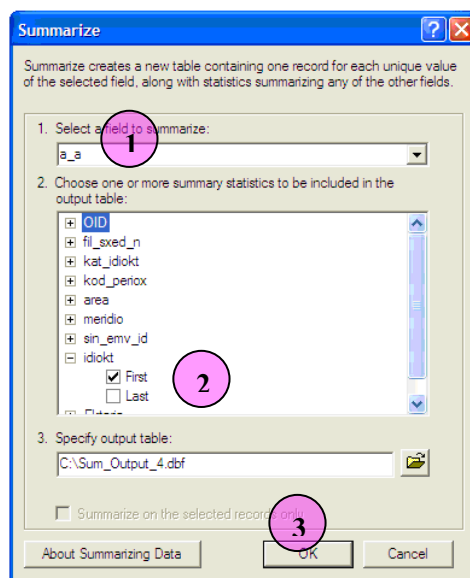 Summarize
Summarize creates a new table containing one record for each unique value
of the selected field, along with statistics summarizing any of the other fields.
1. Select a field to summarize:
1
a_a
2. Choose one or more summary statistics to be included in the
output table:
OID
fil_sxed_n
kat_idiokt
kod_periox
area
meridio
sin_emv_id
idiokt
First
2
Last
3. Specify output table:
C:\Sum_Output_4.dbf
Summarize on the selected records only
3
About Summarizing Data
OK
Cancel